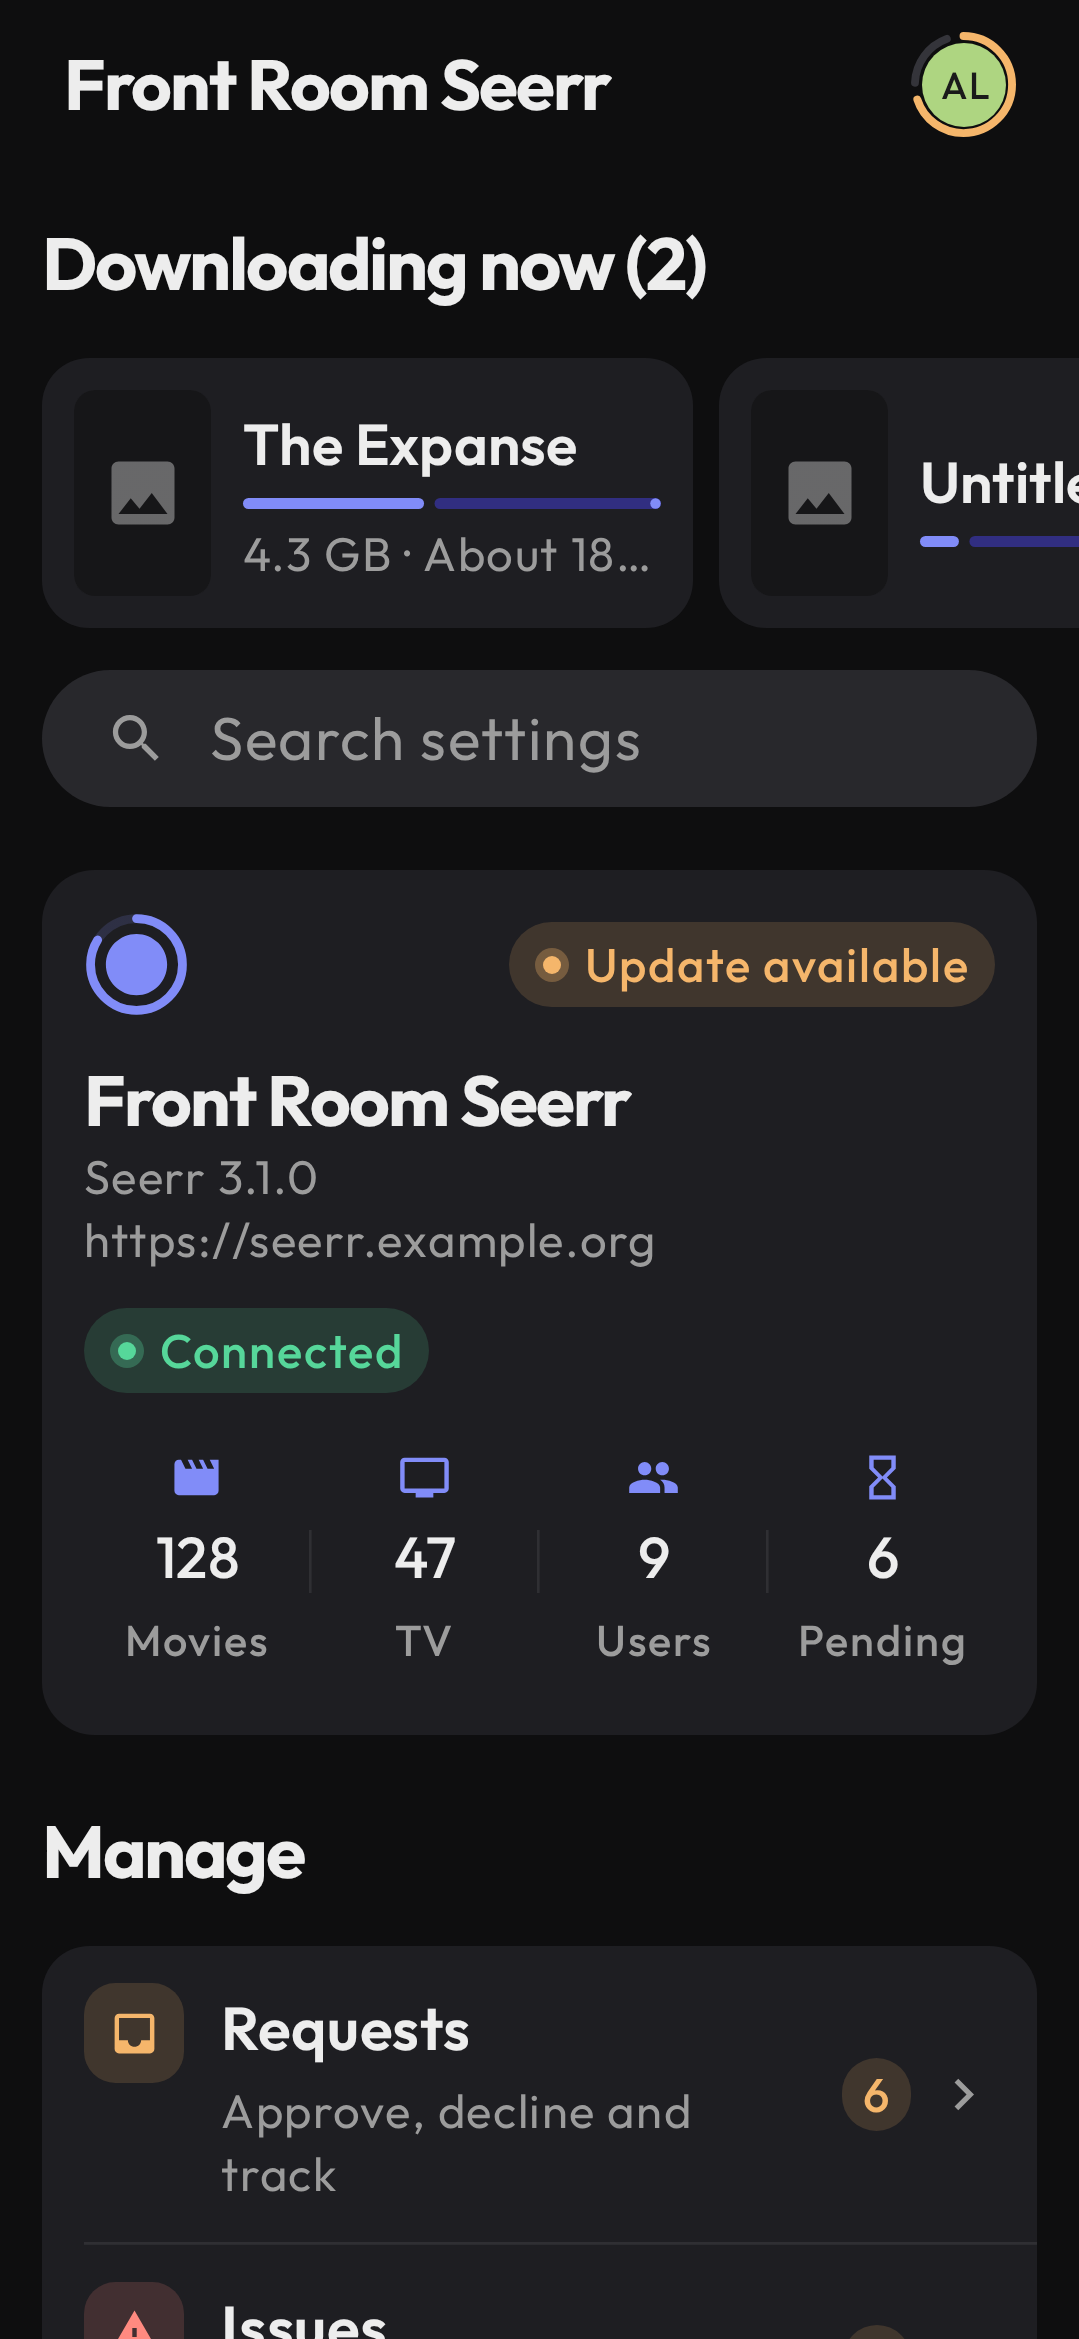 Front Room Seerr
AL
Downloading now (2)
The Expanse
4.3 GB · About 18...
Untitle
Search settings
Update available
Front Room Seerr
Seerr 3.1.0
https://seerr.example.org
Connected
128
47
9
6
Movies
TV
Users
Pending
Manage
Requests
Approve, decline and
track
6
Issues